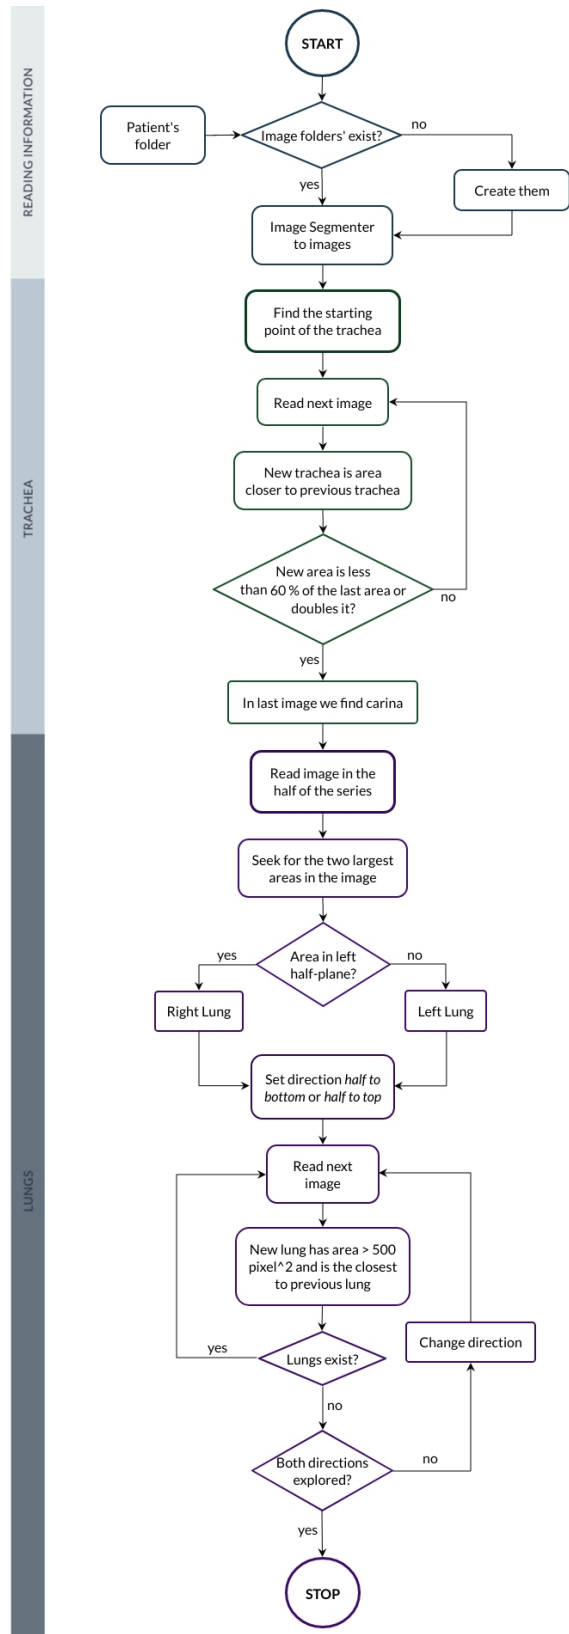 START
READING INFORMATION
Patient's
folder
Image folders' exist?
no
yes
Create them
Image Segmenter
to images
Find the starting
point of the trachea
TRACHEA
Read next image
New trachea is area
closer to previous trachea
New area is less
than 60 % of the last area or
doubles it?
no
yes
In last image we find carina
LUNGS
Read image in the
half of the series
Seek for the two largest
areas in the image
yes
Area in left
half-plane?
no
Right Lung
Left Lung
Set direction half to
bottom or half to top
Read next
image
New lung has area > 500
pixel^2 and is the closest
to previous lung
Change direction
yes
Lungs exist?
no
Both directions
explored?
no
yes
STOP